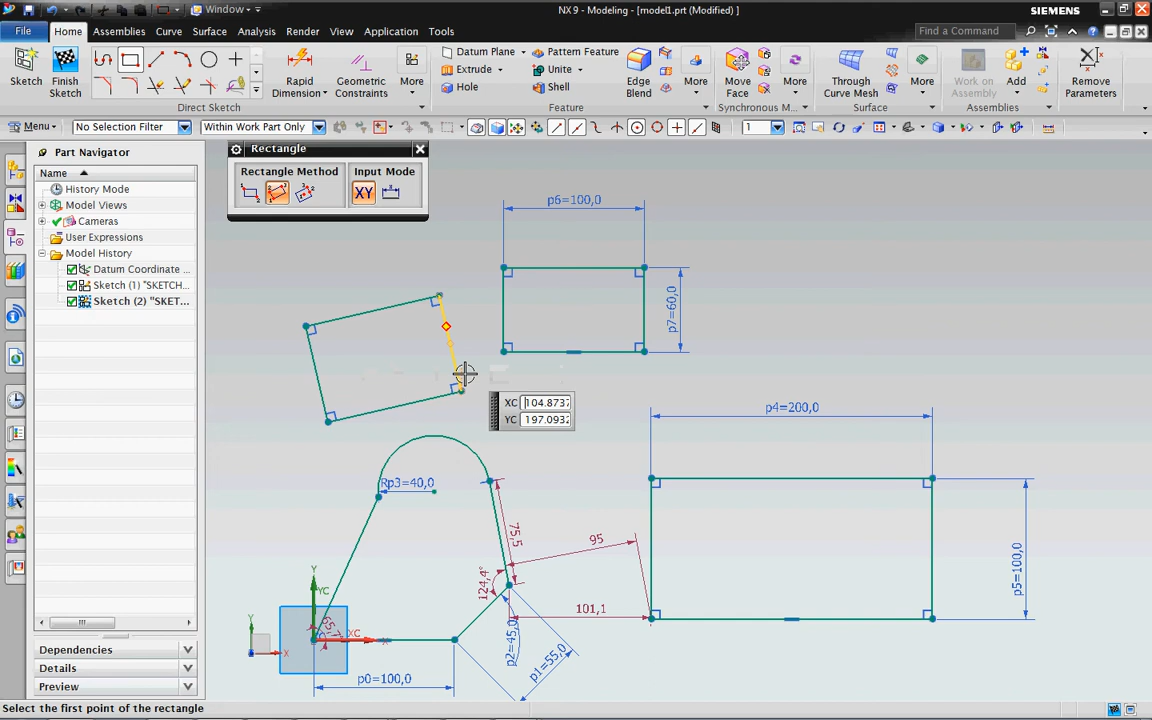 Window
NX 9 - Modeling - [model1.prt (Modified) ]
SIEMENS
File Home Assemblies Curve Surface Analysis Render View Application Tools
Find a Command
Sketch
Finish Sketch
Direct Sketch
Rapid Dimension
Geometric Constraints
More
Datum Plane
Extrude
Hole
Pattern Feature
Unite
Shell
Edge Blend
More
Feature
Move Face
More
Synchronous M...
Through Curve Mesh
More
Surface
Work on Assembly
Add
Assemblies
Remove Parameters
Menu
No Selection Filter
Within Work Part Only
1
Part Navigator
Name
History Mode
Model Views
Cameras
User Expressions
Model History
Datum Coordinate ...
Sketch (1) "SKETCH...
Sketch (2) "SKET...
Dependencies
Details
Preview
Rectangle
Rectangle Method
Input Mode
XY
p6=100,0
p7=60,0
XC 104.8737
YC 197.0932
p4=200,0
p5=100,0
Rp3=40,0
75,5
95
124,4°
101,1
p2=45,0
p1=55,0
p0=100,0
YC
XC
Y
X
Select the first point of the rectangle